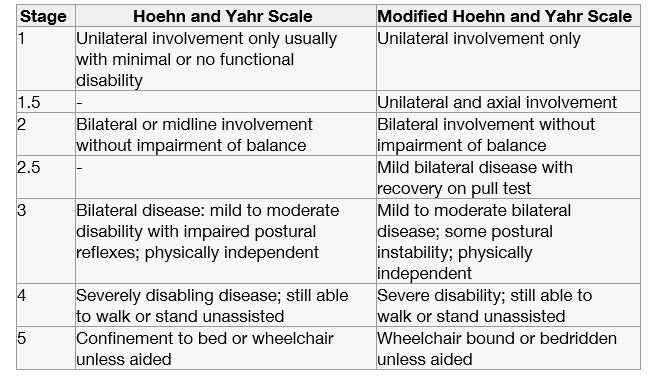 Stage Hoehn and Yahr Scale Modified Hoehn and Yahr Scale
1 Unilateral involvement only usually Unilateral involvement only
with minimal or no functional
disability
1.5 - Unilateral and axial involvement
2 Bilateral or midline involvement Bilateral involvement without
without impairment of balance impairment of balance
2.5 - Mild bilateral disease with
recovery on pull test
3 Bilateral disease: mild to moderate Mild to moderate bilateral
disability with impaired postural disease; some postural
reflexes; physically independent instability; physically
independent
4 Severely disabling disease; still able Severe disability; still able to
to walk or stand unassisted walk or stand unassisted
5 Confinement to bed or wheelchair Wheelchair bound or bedridden
unless aided unless aided